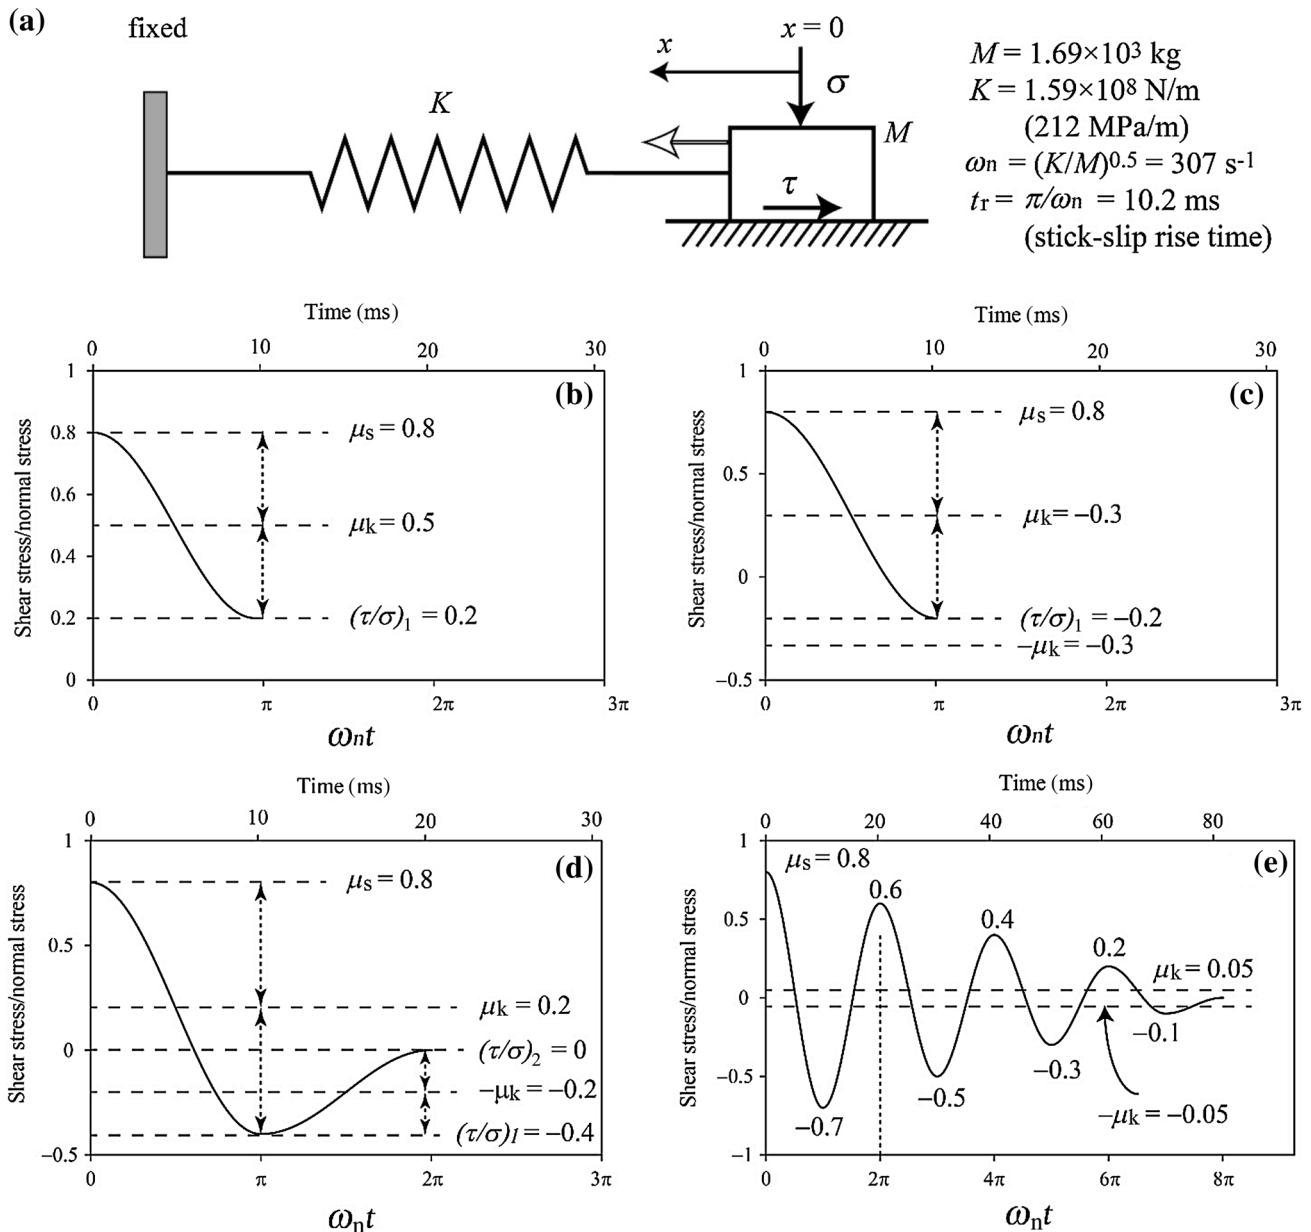 (a)
fixed
x = 0
x
σ
K
M
τ
M = 1.69×10³ kg
K = 1.59×10⁸ N/m
(212 MPa/m)
ωn = (K/M)0.5 = 307 s-1
tr = π/ωn = 10.2 ms
(stick-slip rise time)
Time (ms)
0 10 20 30
(b)
Shear stress/normal stress
1
0.8
0.6
0.4
0.2
0
μs = 0.8
μk = 0.5
(τ/σ)1 = 0.2
0 π 2π 3π
ωnt
Time (ms)
0 10 20 30
(c)
Shear stress/normal stress
1
0.5
0
−0.5
μs = 0.8
μk= −0.3
(τ/σ)1 = −0.2
-μk= −0.3
0 π 2π 3π
ωnt
Time (ms)
0 10 20 30
(d)
Shear stress/normal stress
1
0.5
0
−0.5
μs = 0.8
μk = 0.2
(τ/σ)2 = 0
-μk = −0.2
(τ/σ)1 = −0.4
0 π 2π 3π
ωnt
Time (ms)
0 20 40 60 80
(e)
Shear stress/normal stress
1
0.5
0
−0.5
−1
μs = 0.8
0.6
0.4
0.2
μk = 0.05
−0.1
−0.3
−0.5
−0.7
-μk = −0.05
0 2π 4π 6π 8π
ωnt